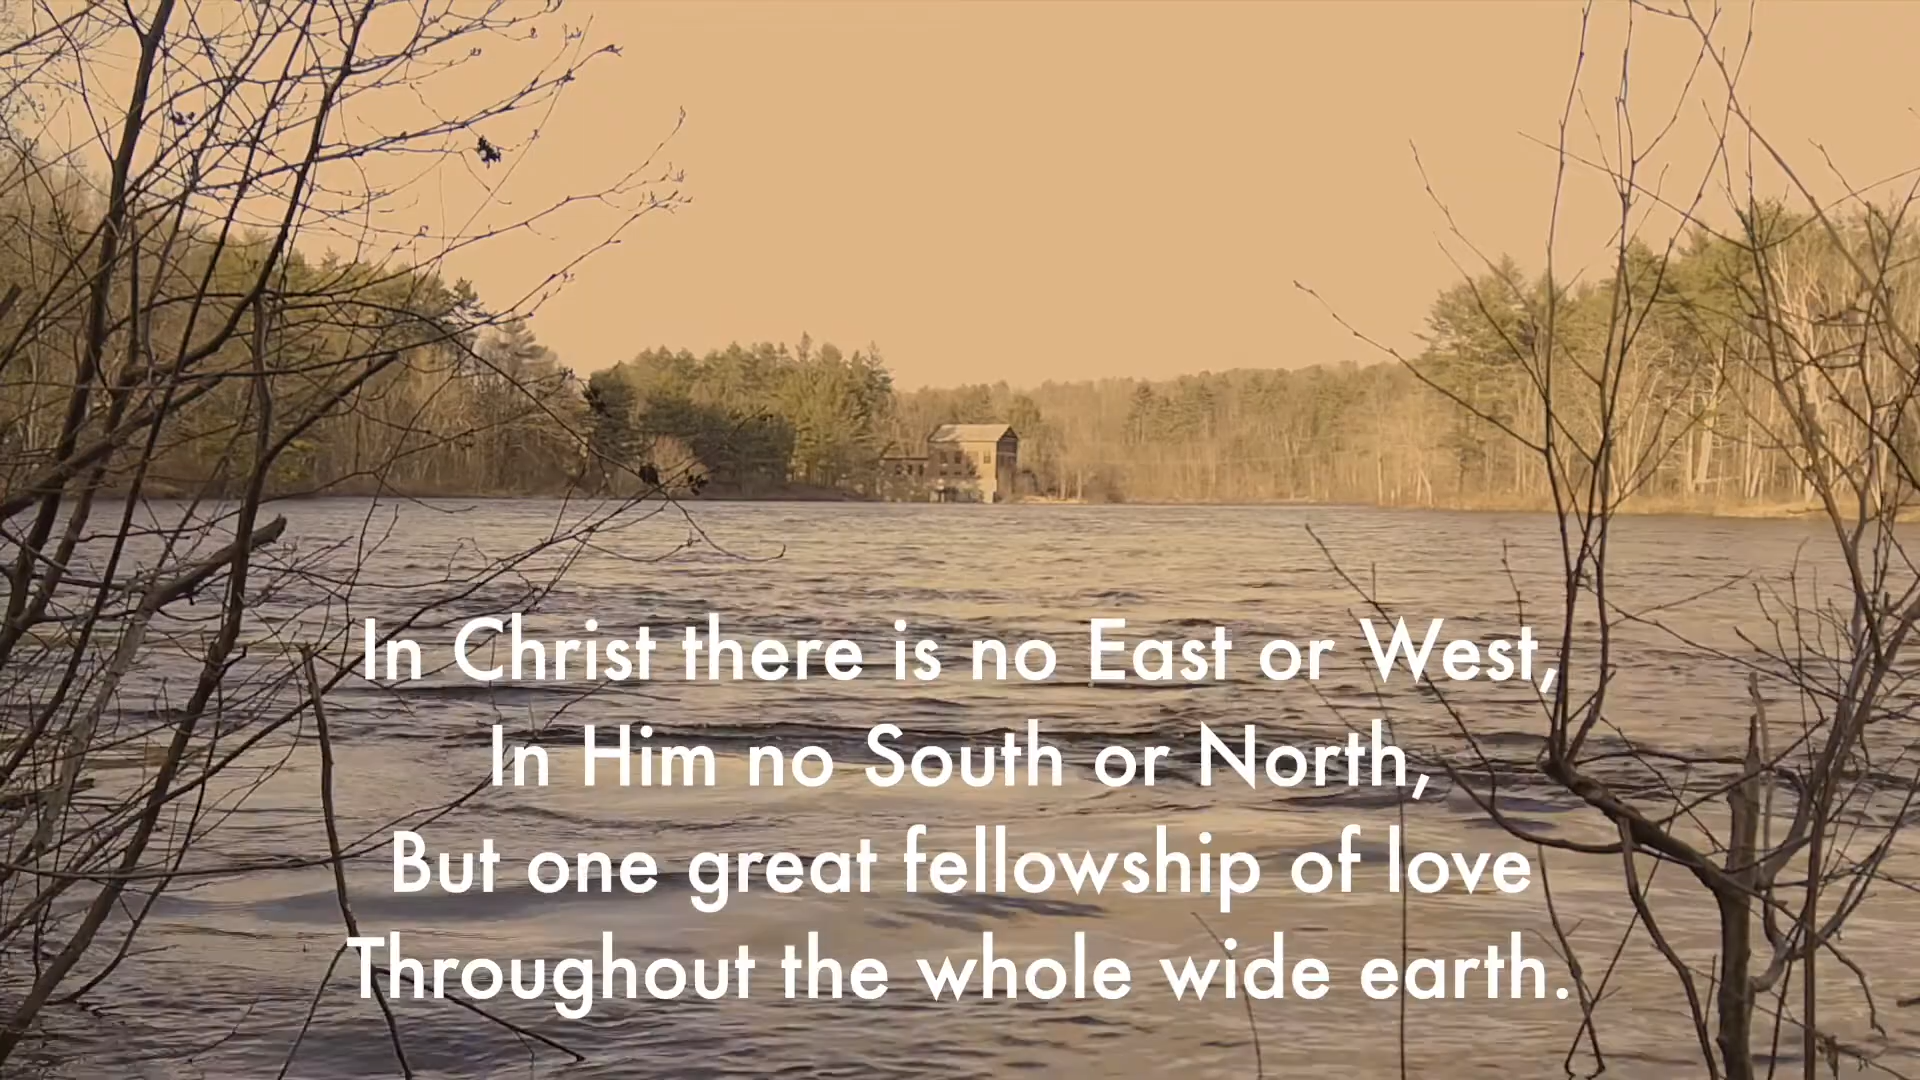 In Christ there is no East or West,
In Him no South or North,
But one great fellowship of love
Throughout the whole wide earth.